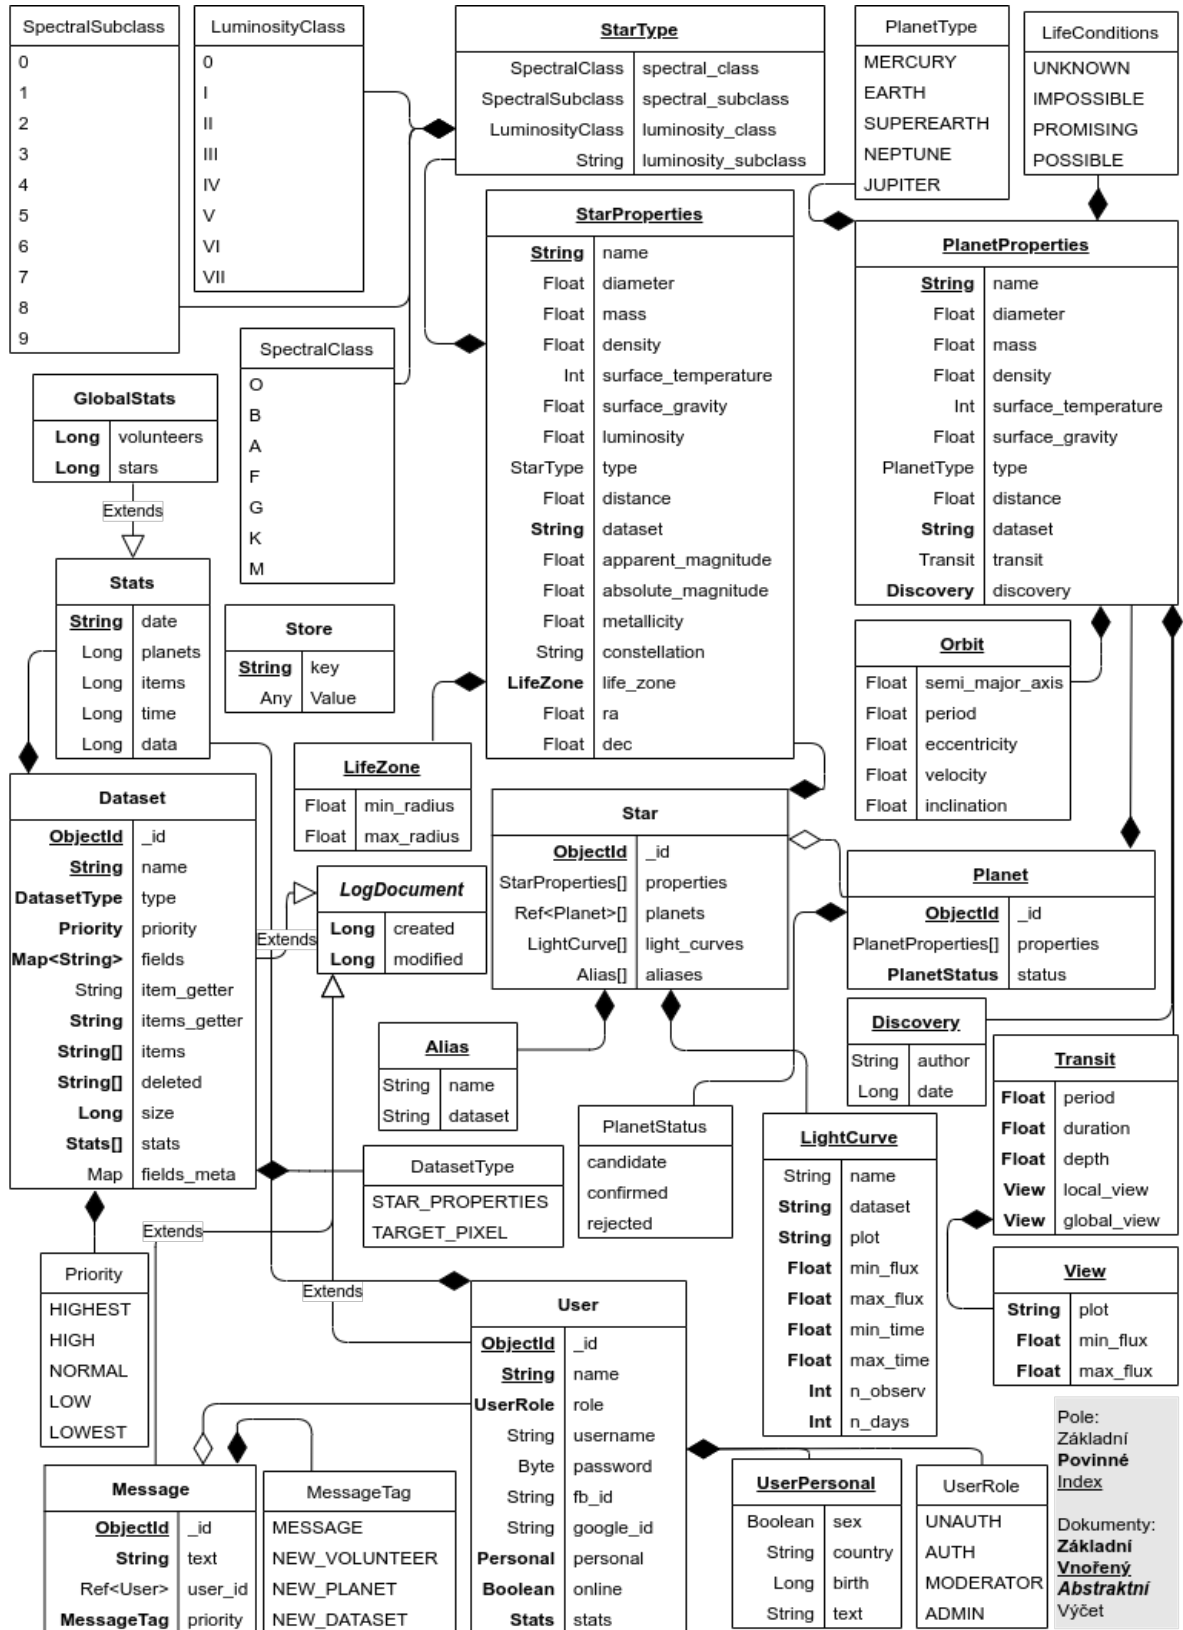 SpectralSubclass
0
1
2
3
4
5
6
7
8
9
LuminosityClass
0
I
II
III
IV
V
VI
VII
StarType
SpectralClass spectral_class
SpectralSubclass spectral_subclass
LuminosityClass luminosity_class
String luminosity_subclass
PlanetType
MERCURY
EARTH
SUPEREARTH
NEPTUNE
JUPITER
LifeConditions
UNKNOWN
IMPOSSIBLE
PROMISING
POSSIBLE
StarProperties
String name
Float diameter
Float mass
Float density
Int surface_temperature
Float surface_gravity
Float luminosity
StarType type
Float distance
String dataset
Float apparent_magnitude
Float absolute_magnitude
Float metallicity
String constellation
LifeZone life_zone
Float ra
Float dec
PlanetProperties
String name
Float diameter
Float mass
Float density
Int surface_temperature
Float surface_gravity
PlanetType type
Float distance
String dataset
Transit transit
Discovery discovery
SpectralClass
O
B
A
F
G
K
M
GlobalStats
Long volunteers
Long stars
Extends
Stats
String date
Long planets
Long items
Long time
Long data
Store
String key
Any Value
Orbit
Float semi_major_axis
Float period
Float eccentricity
Float velocity
Float inclination
LifeZone
Float min_radius
Float max_radius
Dataset
ObjectId _id
String name
DatasetType type
Priority priority
Map<String> fields
String item_getter
String items_getter
String[] items
String[] deleted
Long size
Stats[] stats
Map fields_meta
Extends
LogDocument
Long created
Long modified
Star
ObjectId _id
StarProperties[] properties
Ref<Planet>[] planets
LightCurve[] light_curves
Alias[] aliases
Planet
ObjectId _id
PlanetProperties[] properties
PlanetStatus status
Alias
String name
String dataset
Discovery
String author
Long date
Transit
Float period
Float duration
Float depth
View local_view
View global_view
PlanetStatus
candidate
confirmed
rejected
LightCurve
String name
String dataset
String plot
Float min_flux
Float max_flux
Float min_time
Float max_time
Int n_observ
Int n_days
DatasetType
STAR_PROPERTIES
TARGET_PIXEL
Extends
View
String plot
Float min_flux
Float max_flux
Priority
HIGHEST
HIGH
NORMAL
LOW
LOWEST
Extends
User
ObjectId _id
String name
UserRole role
String username
Byte password
String fb_id
String google_id
Personal personal
Boolean online
Stats stats
Message
ObjectId _id
String text
Ref<User> user_id
MessageTag priority
MessageTag
MESSAGE
NEW_VOLUNTEER
NEW_PLANET
NEW_DATASET
UserPersonal
Boolean sex
String country
Long birth
String text
UserRole
UNAUTH
AUTH
MODERATOR
ADMIN
Pole:
Základní
Povinné
Index
Dokumenty:
Základní
Vnořený
Abstraktní
Výčet